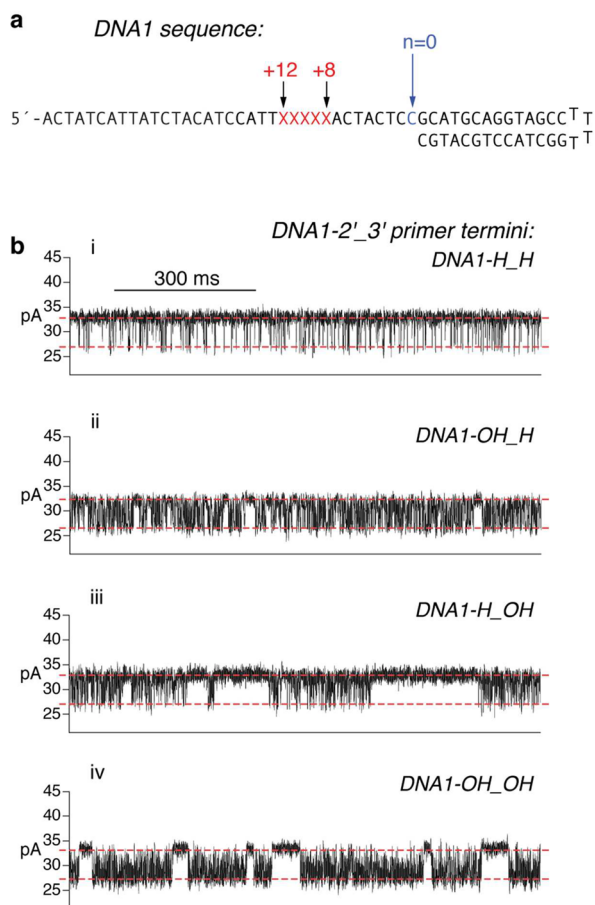 a
DNA1 sequence:
n=0
+12 +8
5´-ACTATCATTATCTACATCCATTXXXXXACTACTCCGCATGCAGGTAGCCTT
CGTACGTCCATCGGTT
b
DNA1-2'_3' primer termini:
i
DNA1-H_H
45
40
35
pA
30
25
300 ms
ii
DNA1-OH_H
45
40
35
pA
30
25
iii
DNA1-H_OH
45
40
35
pA
30
25
iv
DNA1-OH_OH
45
40
35
pA
30
25